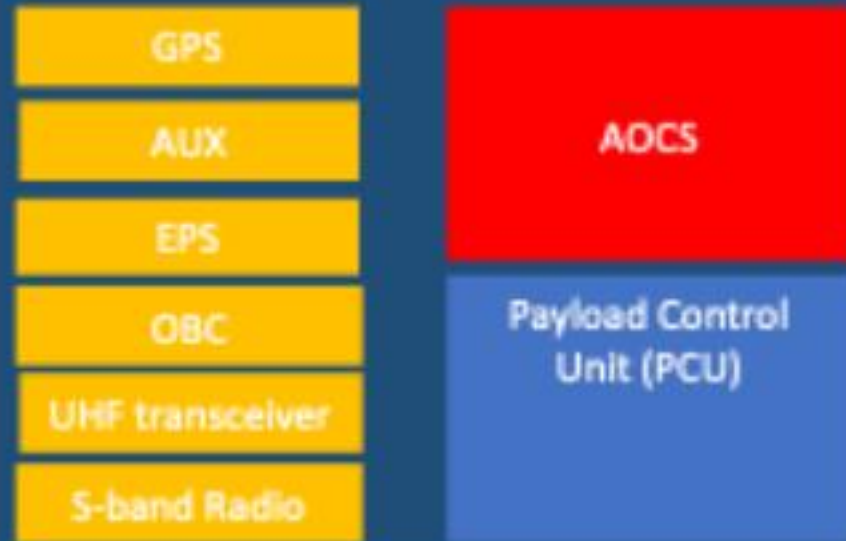 GPS
AUX
EPS
OBC
UHF transceiver
S-band Radio
AOCS
Payload Control
Unit (PCU)